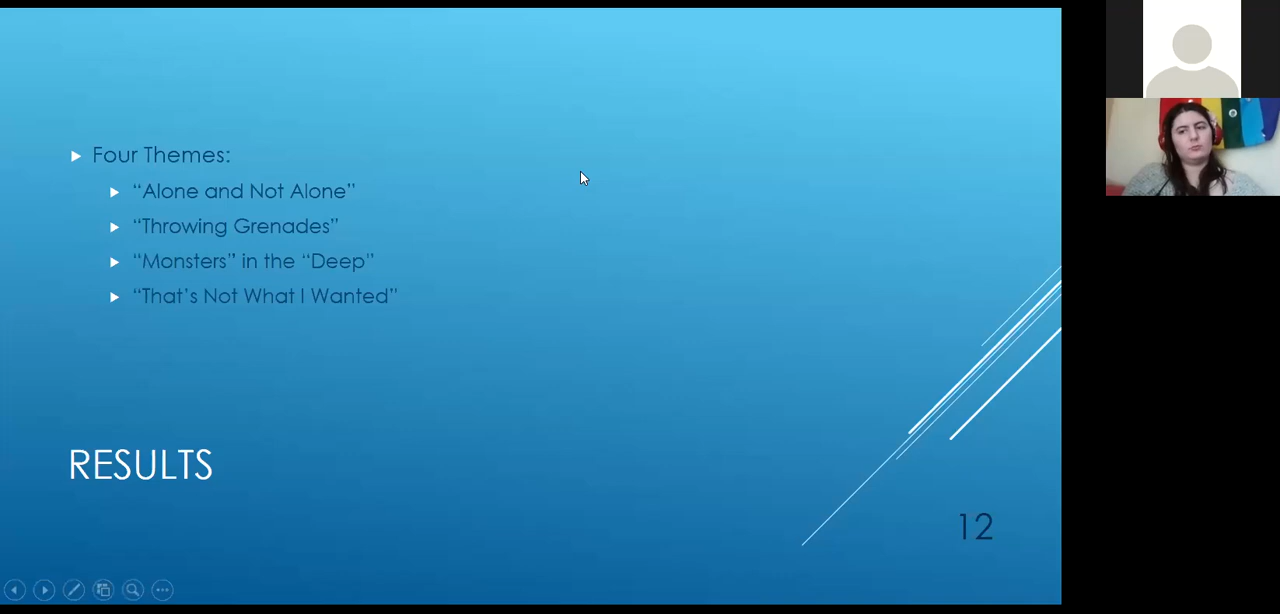 Four Themes:
“Alone and Not Alone”
“Throwing Grenades”
“Monsters” in the “Deep”
“That’s Not What I Wanted”
RESULTS
12